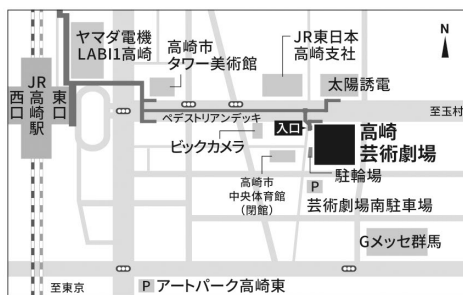 ヤマダ電機
LABI1高崎
高崎市
タワー美術館
JR東日本
高崎支社
N
太陽誘電
西口
JR高崎駅
東口
ペデストリアンデッキ
至玉村
入口
高崎
芸術劇場
ビックカメラ
高崎市
中央体育館
(閉館)
駐輪場
P
芸術劇場南駐車場
Gメッセ群馬
至東京
P アートパーク高崎東